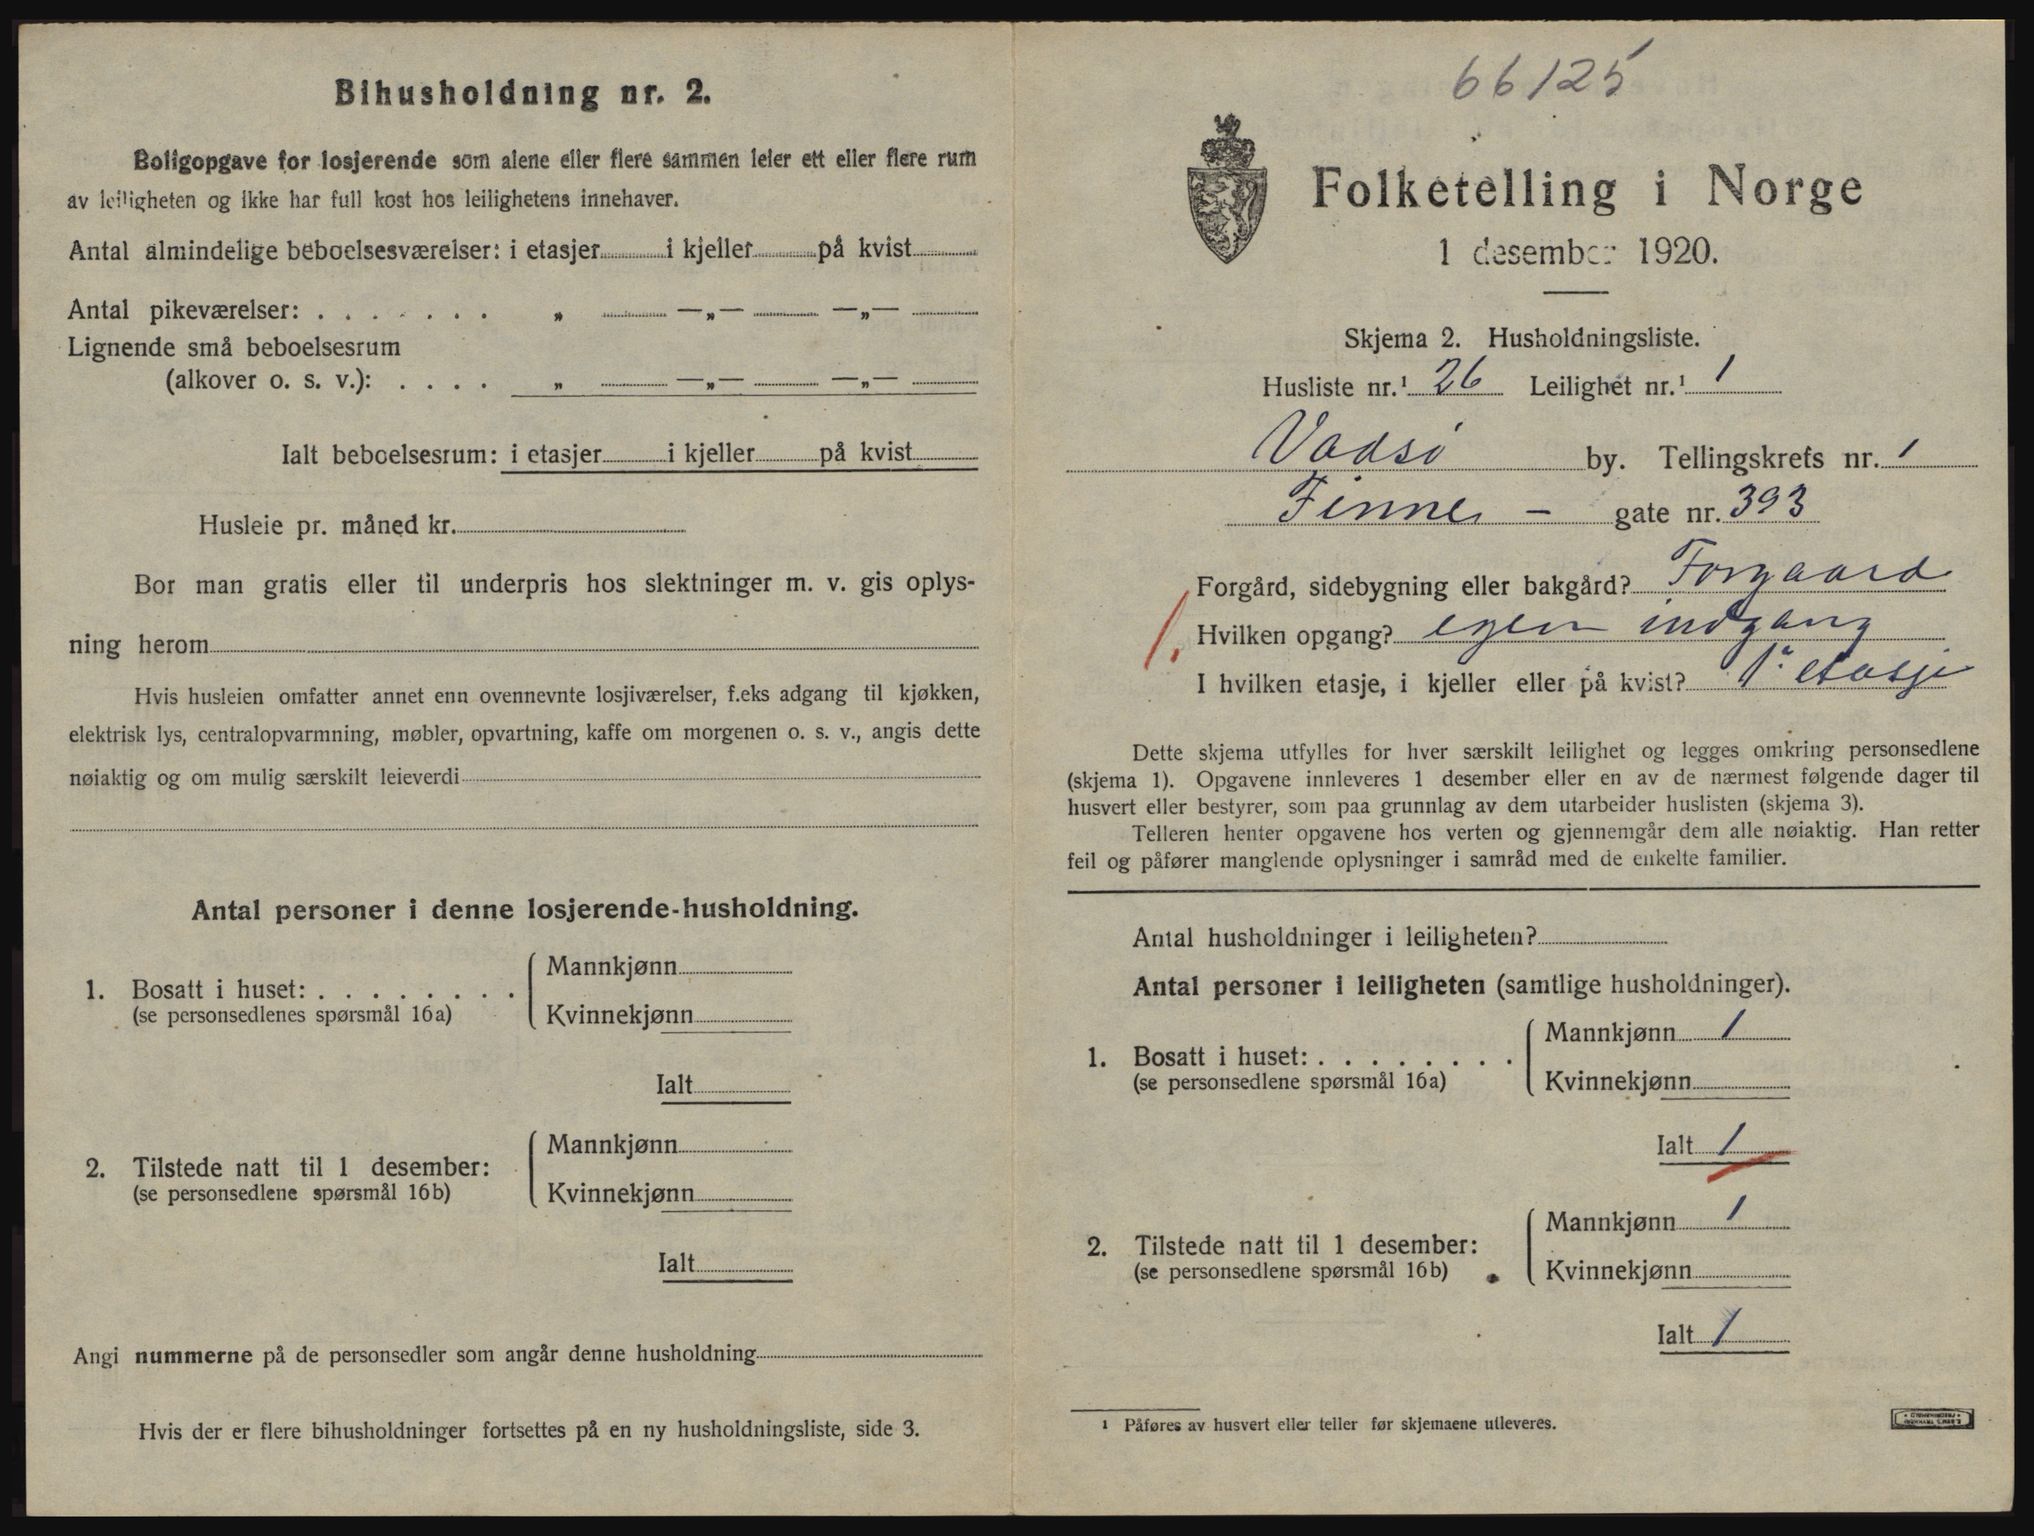 Bihusholdning nr. 2.
Boligopgave for losjerende som alene eller flere sammen leier ett eller flere rum
av leiligheten og ikke har full kost hos leilighetens innehaver.
Antal almindelige beboelsesværelser: i etasjer i kjeller på kvist
Antal pikeværelser: . . . . . . . „ —„— —„—
Lignende små beboelsesrum
(alkover o. s. v.): . . . . „ —„— —„—
Ialt beboelsesrum: i etasjer i kjeller på kvist
Husleie pr. måned kr.
Bor man gratis eller til underpris hos slektninger m. v. gis oplys-
ning herom
Hvis husleien omfatter annet enn ovennevnte losjiværelser, f.eks adgang til kjøkken,
elektrisk lys, centralopvarmning, møbler, opvartning, kaffe om morgenen o. s. v., angis dette
nøiaktig og om mulig særskilt leieverdi
Antal personer i denne losjerende-husholdning.
1. Bosatt i huset: . . . . . . . .
(se personsedlenes spørsmål 16a)
Mannkjønn
Kvinnekjønn
Ialt
2. Tilstede natt til 1 desember:
(se personsedlene spørsmål 16b)
Mannkjønn
Kvinnekjønn
Ialt
Angi nummerne på de personsedler som angår denne husholdning
Hvis der er flere bihusholdninger fortsettes på en ny husholdningsliste, side 3.
66125
Folketelling i Norge
1 desember 1920.
Skjema 2. Husholdningsliste.
Husliste nr.¹ 26 Leilighet nr.¹ 1
Vadsö by. Tellingskrets nr. 1
Finne - gate nr. 393
Forgård, sidebygning eller bakgård? Forgaard
1. Hvilken opgang? egen indgang
I hvilken etasje, i kjeller eller på kvist? 1ª etasje
Dette skjema utfylles for hver særskilt leilighet og legges omkring personsedlene
(skjema 1). Opgavene innleveres 1 desember eller en av de nærmest følgende dager til
husvert eller bestyrer, som paa grunnlag av dem utarbeider huslisten (skjema 3).
Telleren henter opgavene hos verten og gjennemgår dem alle nøiaktig. Han retter
feil og påfører manglende oplysninger i samråd med de enkelte familier.
Antal husholdninger i leiligheten?
Antal personer i leiligheten (samtlige husholdninger).
1. Bosatt i huset: . . . . . . . .
(se personsedlene spørsmål 16a)
Mannkjønn 1
Kvinnekjønn
Ialt 1
2. Tilstede natt til 1 desember:
(se personsedlene spørsmål 16b)
Mannkjønn 1
Kvinnekjønn
Ialt 1
¹ Påføres av husvert eller teller før skjemaene utleveres.